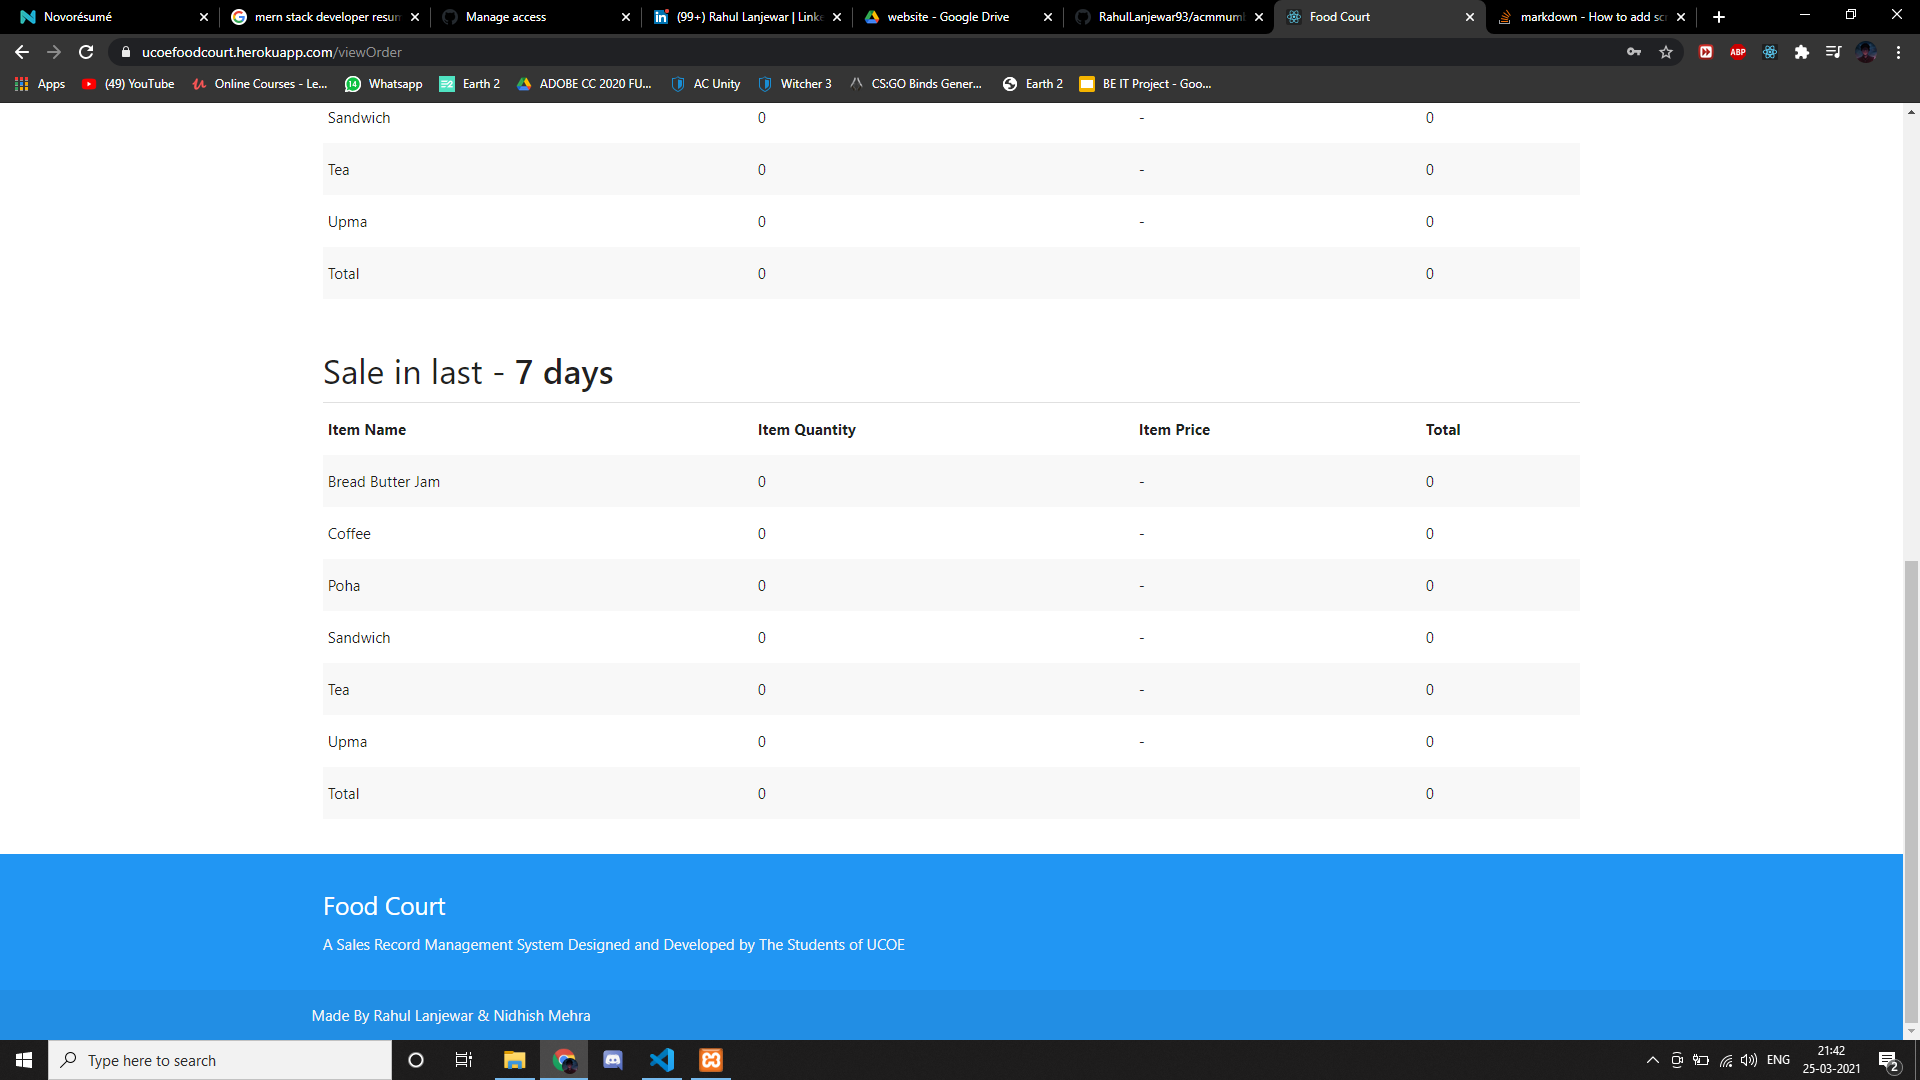 Novorésumé
mern stack developer resum
Manage access
(99+) Rahul Lanjewar | Linke
website - Google Drive
RahulLanjewar93/acmmuml
Food Court
markdown - How to add scr
ucoefoodcourt.herokuapp.com/viewOrder
ABP
Apps
(49) YouTube
Online Courses - Le...
Whatsapp
Earth 2
ADOBE CC 2020 FU...
AC Unity
Witcher 3
CS:GO Binds Gener...
Earth 2
BE IT Project - Goo...
Sandwich 0 - 0
Tea 0 - 0
Upma 0 - 0
Total 0 0
Sale in last - 7 days
Item Name Item Quantity Item Price Total
Bread Butter Jam 0 - 0
Coffee 0 - 0
Poha 0 - 0
Sandwich 0 - 0
Tea 0 - 0
Upma 0 - 0
Total 0 0
Food Court
A Sales Record Management System Designed and Developed by The Students of UCOE
Made By Rahul Lanjewar & Nidhish Mehra
Type here to search
ENG
21:42
25-03-2021
2